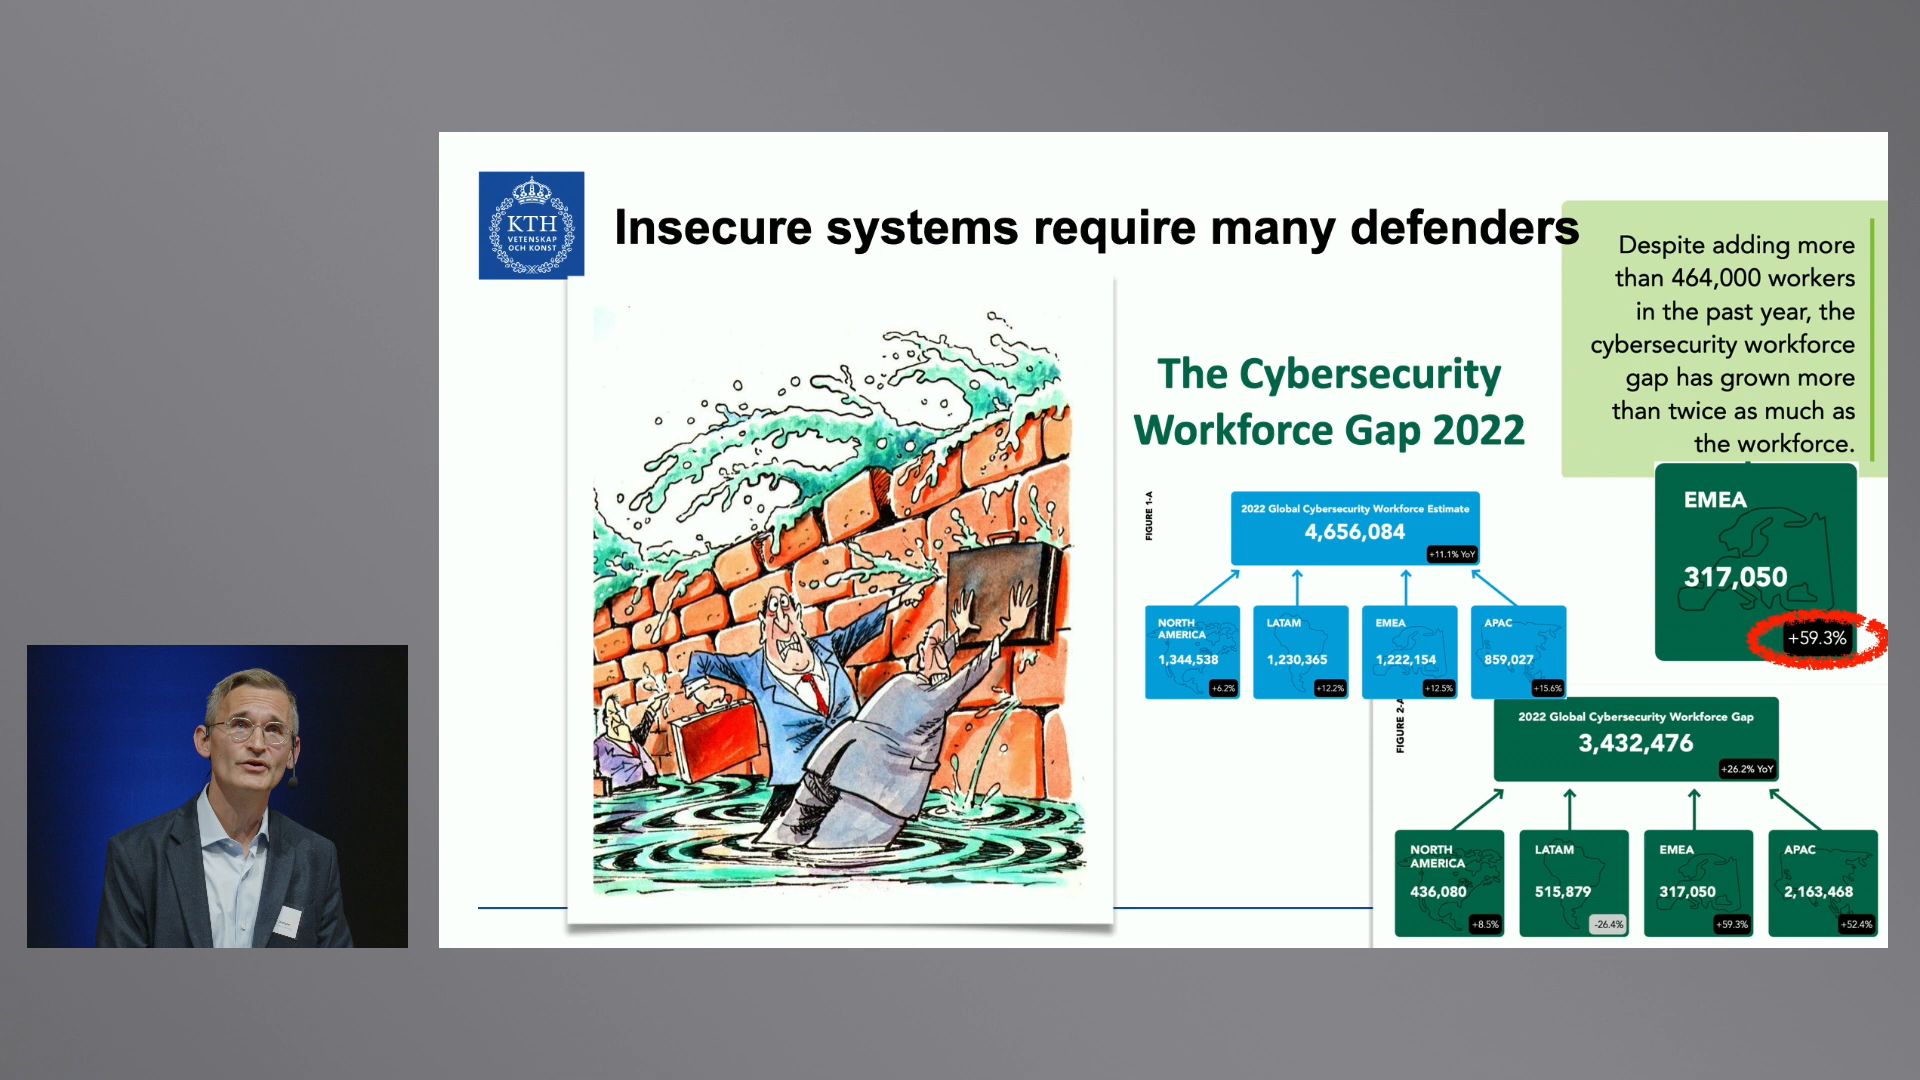 KTH
VETENSKAP
OCH KONST
Insecure systems require many defenders
Despite adding more
than 464,000 workers
in the past year, the
cybersecurity workforce
gap has grown more
than twice as much as
the workforce.
The Cybersecurity
Workforce Gap 2022
EMEA
317,050
+59.3%
FIGURE 1-A
2022 Global Cybersecurity Workforce Estimate
4,656,084
+11.1% YoY
NORTH
AMERICA
1,344,538
+6.2%
LATAM
1,230,365
+12.2%
EMEA
1,222,154
+12.5%
APAC
859,027
+15.6%
FIGURE 2-A
2022 Global Cybersecurity Workforce Gap
3,432,476
+26.2% YoY
NORTH
AMERICA
436,080
+8.5%
LATAM
515,879
-26.4%
EMEA
317,050
+59.3%
APAC
2,163,468
+52.4%